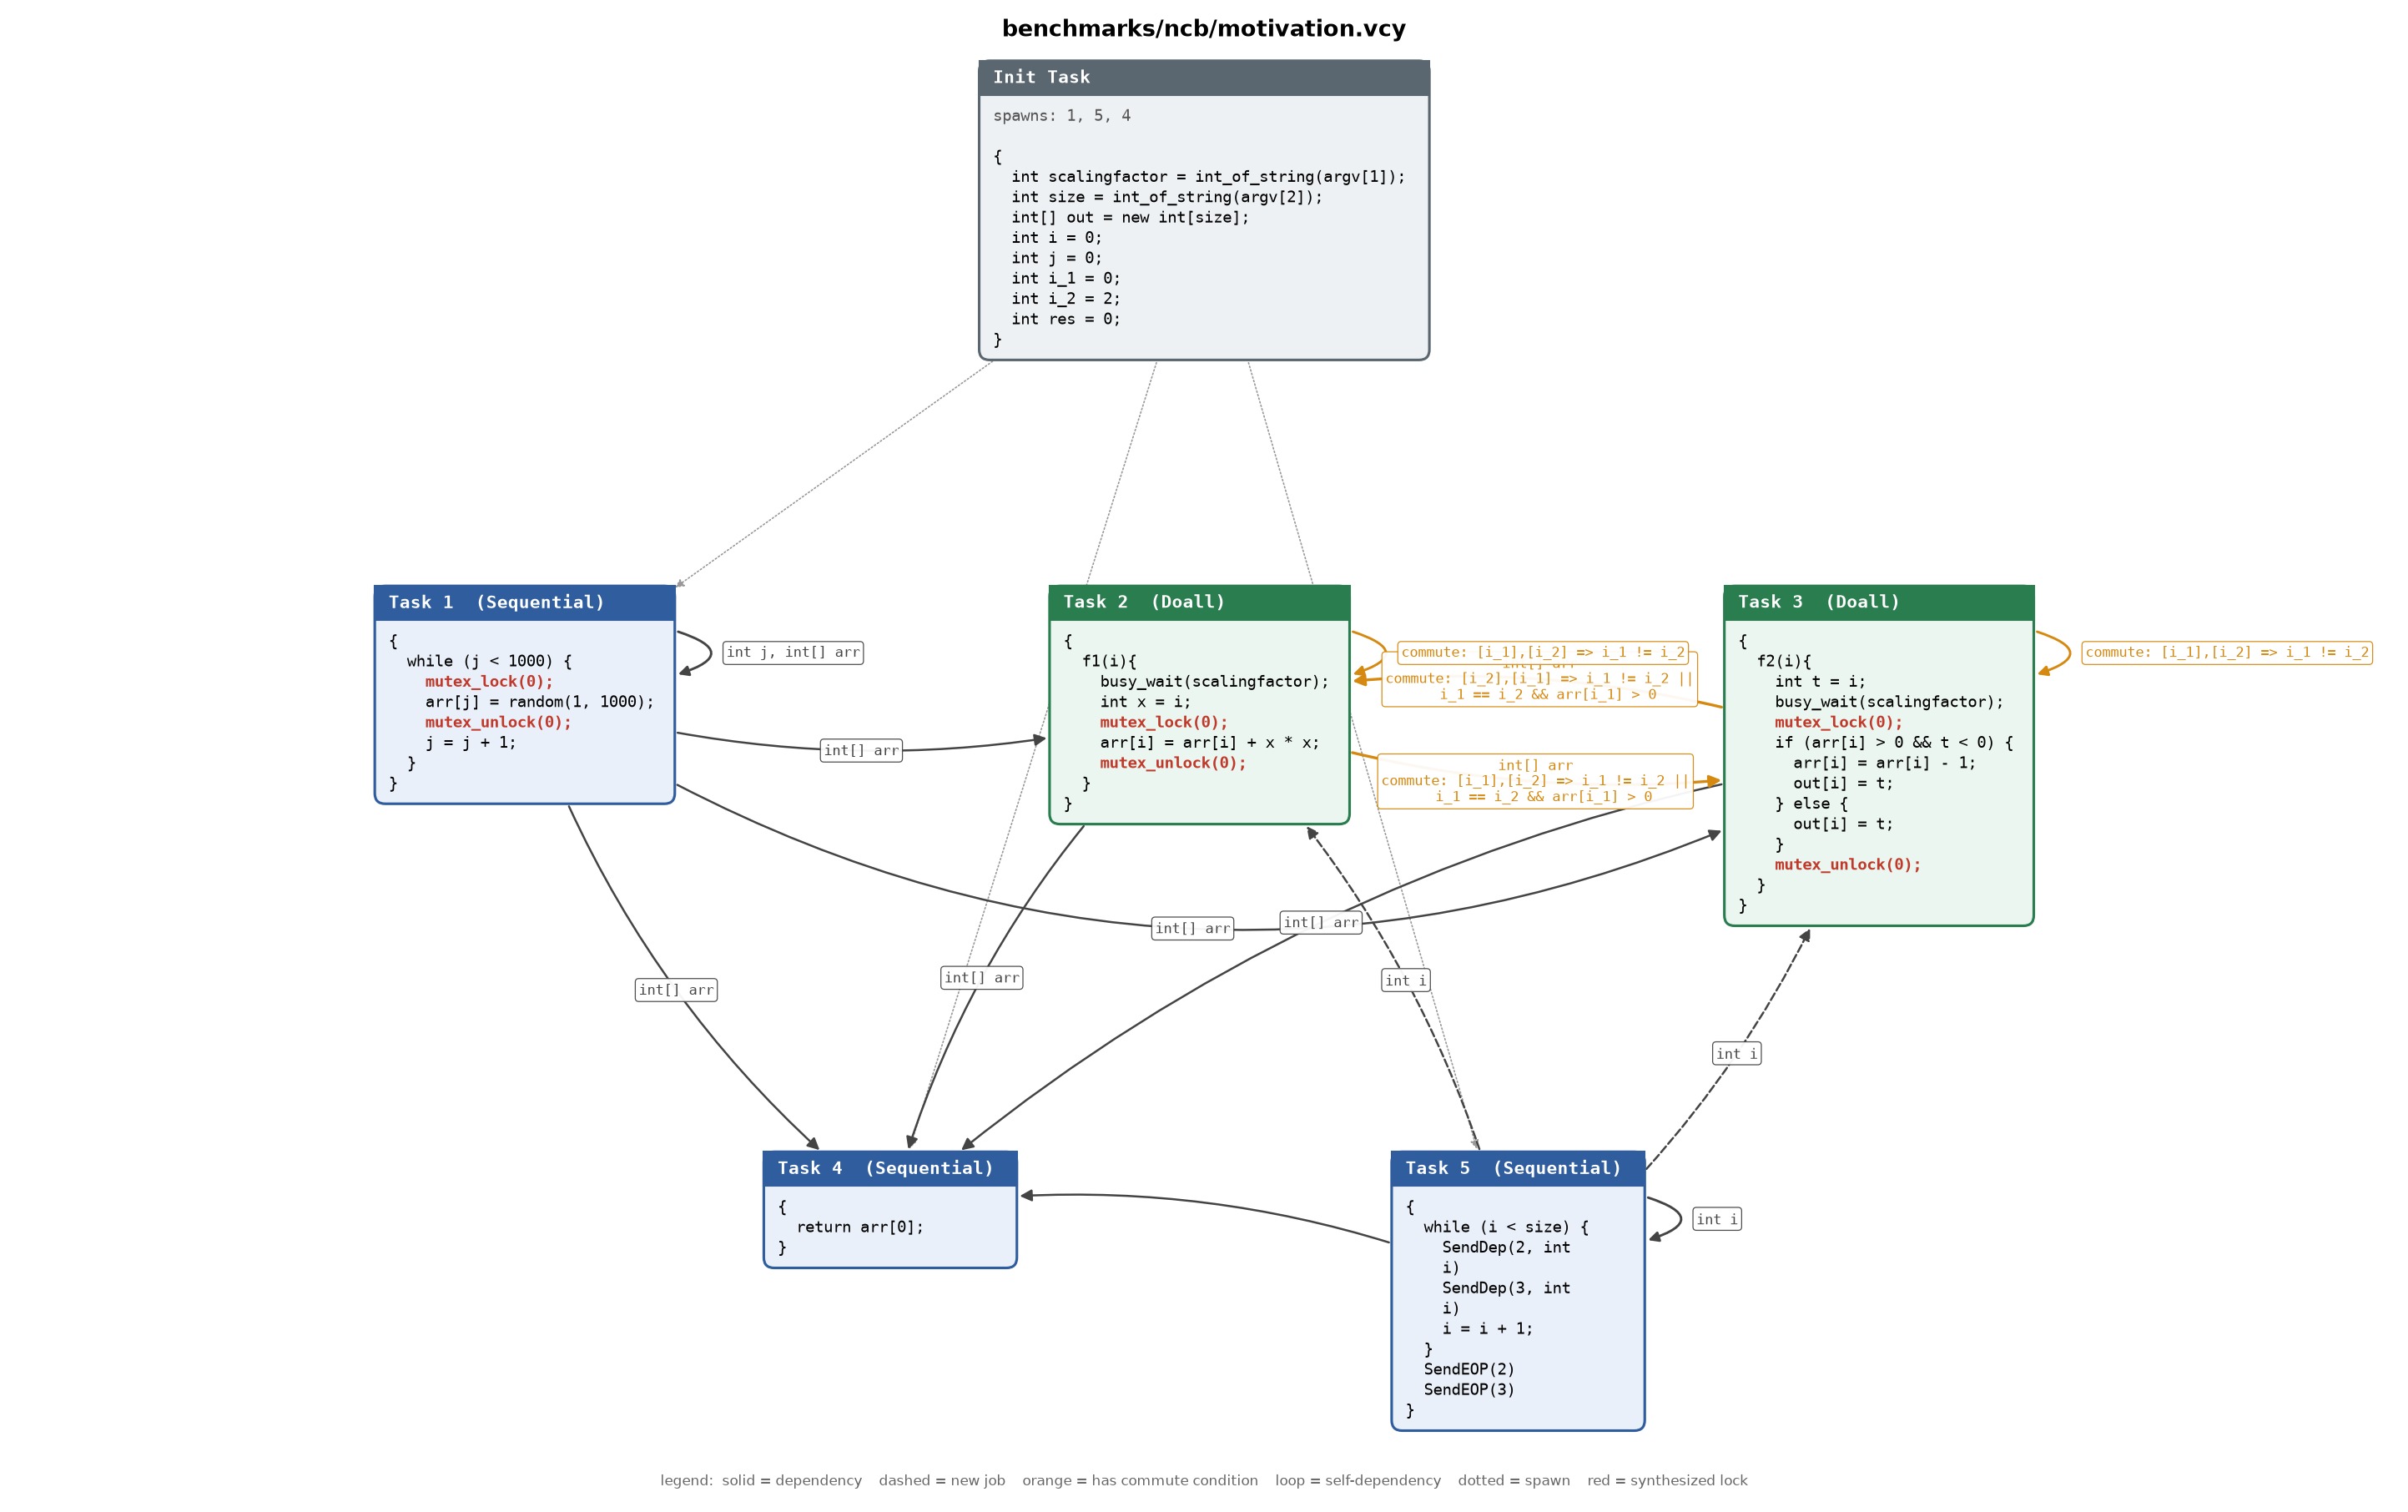 benchmarks/ncb/motivation.vcy
Init Task
spawns: 1, 5, 4
{
  int scalingfactor = int_of_string(argv[1]);
  int size = int_of_string(argv[2]);
  int[] out = new int[size];
  int i = 0;
  int j = 0;
  int i_1 = 0;
  int i_2 = 2;
  int res = 0;
}
Task 1  (Sequential)
{
  while (j < 1000) {
    mutex_lock(0);
    arr[j] = random(1, 1000);
    mutex_unlock(0);
    j = j + 1;
  }
}
int j, int[] arr
int[] arr
Task 2  (Doall)
{
  f1(i){
    busy_wait(scalingfactor);
    int x = i;
    mutex_lock(0);
    arr[i] = arr[i] + x * x;
    mutex_unlock(0);
  }
}
commute: [i_1],[i_2] => i_1 != i_2
commute: [i_2],[i_1] => i_1 != i_2 ||
i_1 == i_2 && arr[i_1] > 0
int[] arr
commute: [i_1],[i_2] => i_1 != i_2 ||
i_1 == i_2 && arr[i_1] > 0
Task 3  (Doall)
{
  f2(i){
    int t = i;
    busy_wait(scalingfactor);
    mutex_lock(0);
    if (arr[i] > 0 && t < 0) {
      arr[i] = arr[i] - 1;
      out[i] = t;
    } else {
      out[i] = t;
    }
    mutex_unlock(0);
  }
}
commute: [i_1],[i_2] => i_1 != i_2
int[] arr
int[] arr
int[] arr
int[] arr
int i
int i
Task 4  (Sequential)
{
  return arr[0];
}
Task 5  (Sequential)
{
  while (i < size) {
    SendDep(2, int
    i)
    SendDep(3, int
    i)
    i = i + 1;
  }
  SendEOP(2)
  SendEOP(3)
}
int i
legend:  solid = dependency    dashed = new job    orange = has commute condition    loop = self-dependency    dotted = spawn    red = synthesized lock